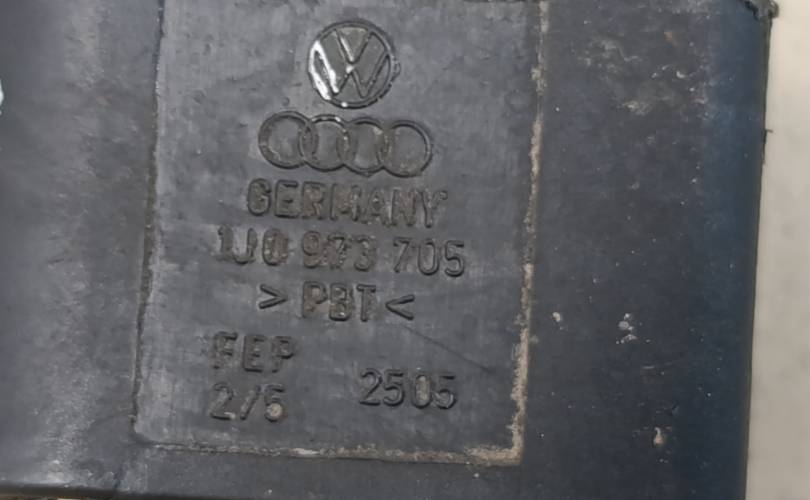 GERMANY
1J0 973 705
>PBT<
FEP
2/6 2505